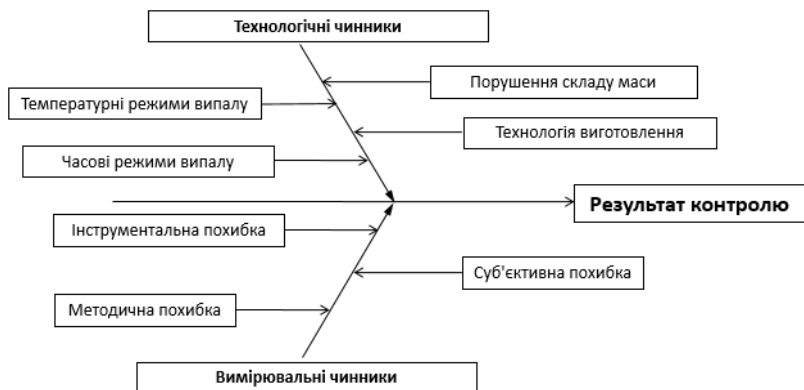 Технологічні чинники
Порушення складу маси
Температурні режими випалу
Технологія виготовлення
Часові режими випалу
Результат контролю
Інструментальна похибка
Суб'єктивна похибка
Методична похибка
Вимірювальні чинники